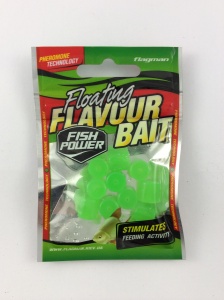 PHEROMONE
TECHNOLOGY
flagman
Floating
FLAVOUR
BAIT
FISH
POWER
STIMULATES
FEEDING ACTIVITY